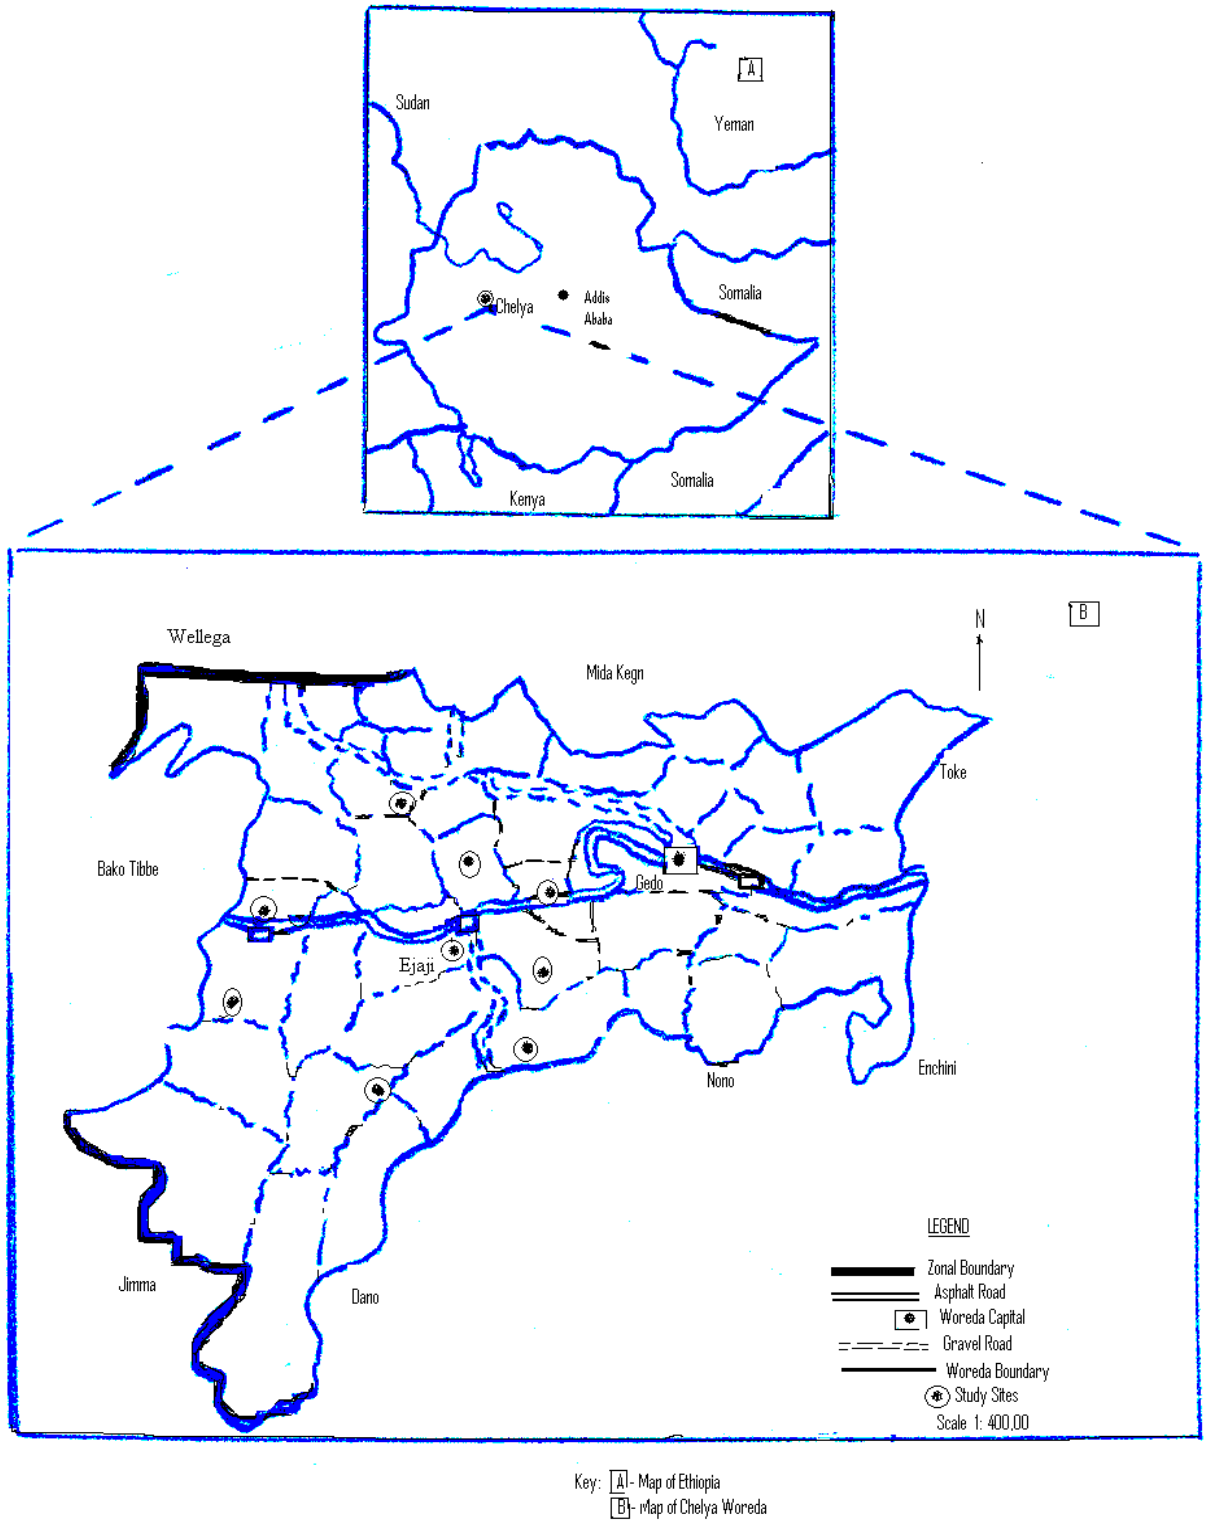 A
Sudan
Yeman
Somalia
Chelya
Addis
Ababa
Somalia
Kenya
B
N
Wellega
Mida Kegn
Toke
Bako Tibbe
Gedo
Ejaji
Enchini
Nono
Jimma
Dano
LEGEND
Zonal Boundary
Asphalt Road
Woreda Capital
Gravel Road
Woreda Boundary
Study Sites
Scale 1: 400,00
Key: A - Map of Ethiopia
B - Map of Chelya Woreda